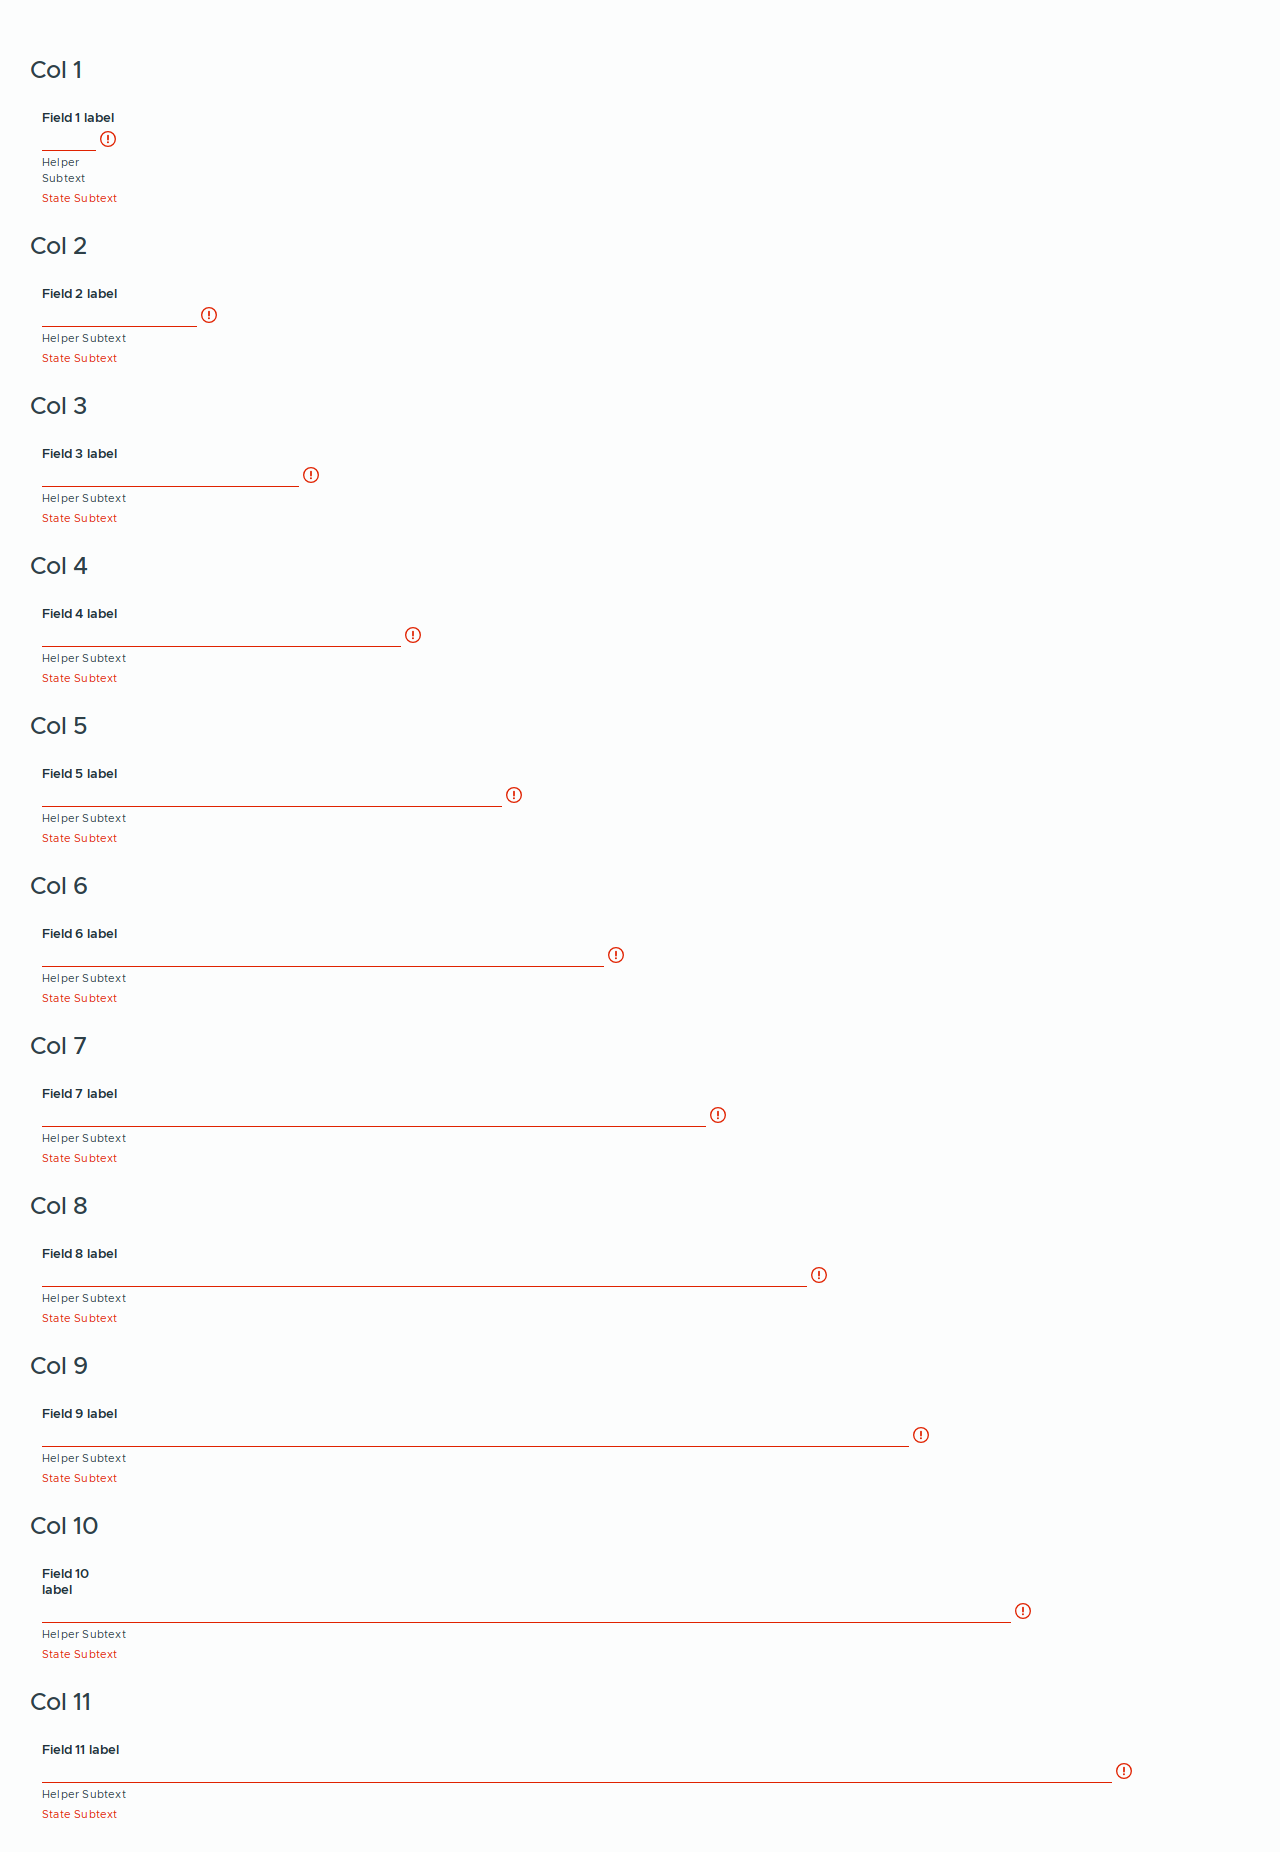 Col 1
Field 1 label
Helper
Subtext
State Subtext
Col 2
Field 2 label
Helper Subtext
State Subtext
Col 3
Field 3 label
Helper Subtext
State Subtext
Col 4
Field 4 label
Helper Subtext
State Subtext
Col 5
Field 5 label
Helper Subtext
State Subtext
Col 6
Field 6 label
Helper Subtext
State Subtext
Col 7
Field 7 label
Helper Subtext
State Subtext
Col 8
Field 8 label
Helper Subtext
State Subtext
Col 9
Field 9 label
Helper Subtext
State Subtext
Col 10
Field 10
label
Helper Subtext
State Subtext
Col 11
Field 11 label
Helper Subtext
State Subtext